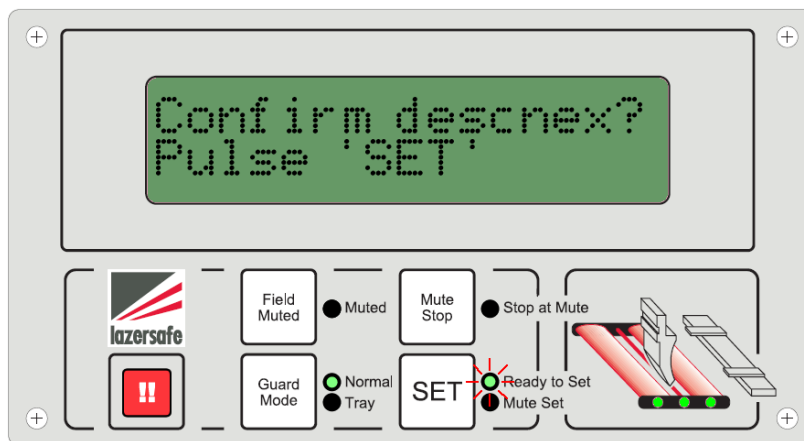 Confirm descnex?
Pulse 'SET'
lazersafe
Field Muted
Muted
Mute Stop
Stop at Mute
!!
Guard Mode
Normal
Tray
SET
Ready to Set
Mute Set